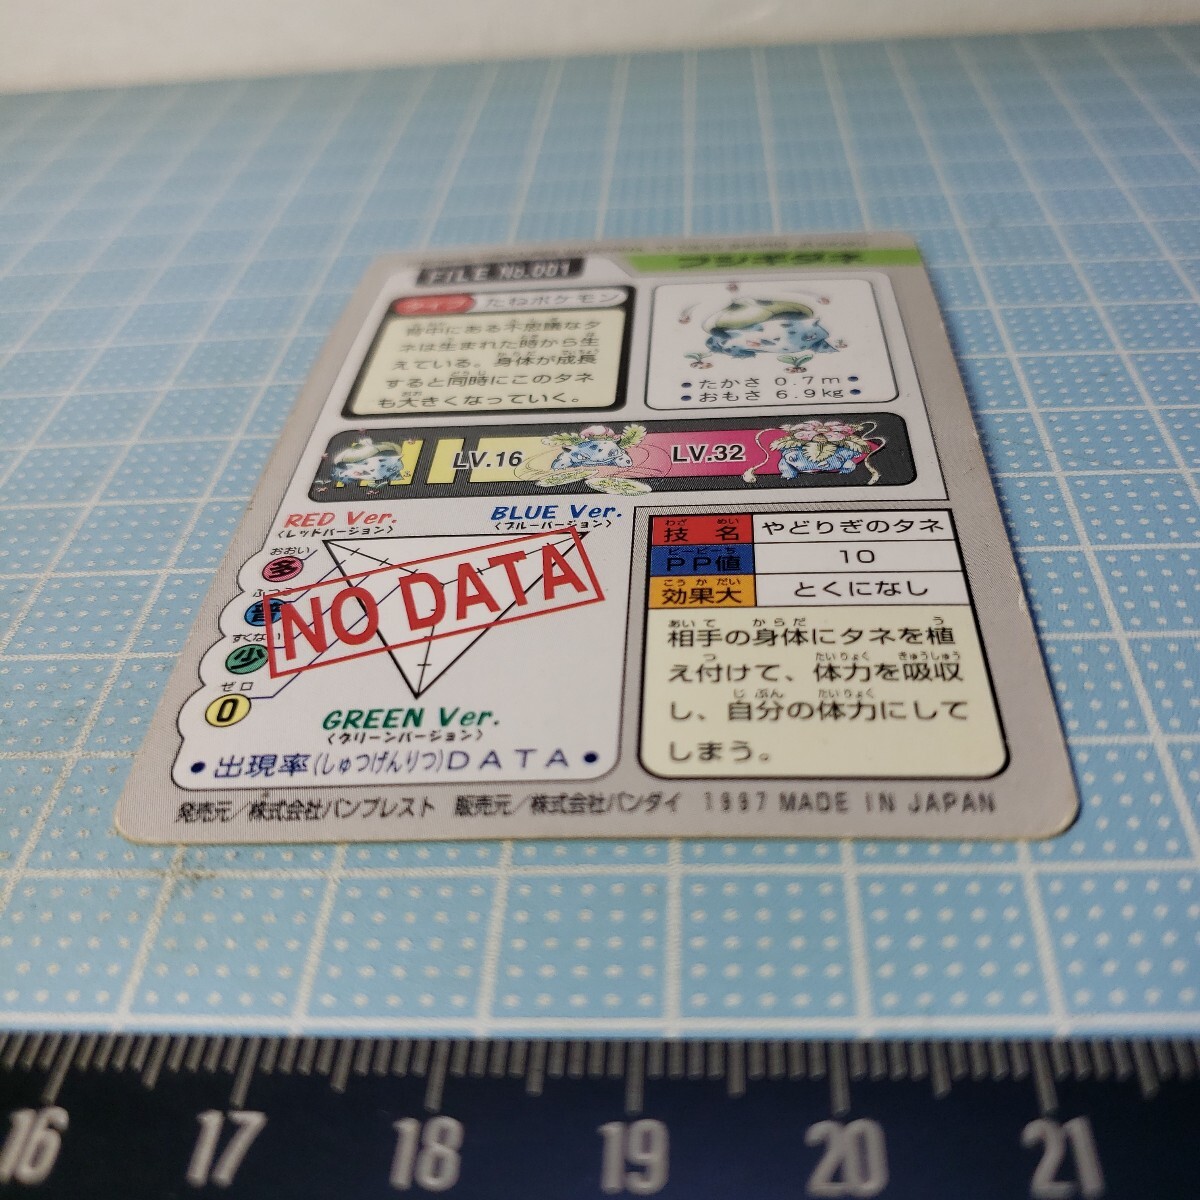 FILE No.001
フシギダネ
タイプ たねポケモン
背中にある不思議なタ
ネは生まれた時から生
えている。身体が成長
すると同時にこのタネ
も大きくなっていく。
・たかさ 0.7m・
・おもさ 6.9kg・
LV.16
LV.32
RED Ver.
〈レッドバージョン〉
BLUE Ver.
〈ブルーバージョン〉
おおい
多
ふつう
普
すくない
少
ゼロ
0
NO DATA
GREEN Ver.
〈グリーンバージョン〉
・出現率(しゅつげんりつ)DATA・
技名 やどりぎのタネ
PP値 10
効果大 とくになし
相手の身体にタネを植
え付けて、体力を吸収
し、自分の体力にして
しまう。
発売元/株式会社バンプレスト 販売元/株式会社バンダイ 1997 MADE IN JAPAN
16 17 18 19 20 21